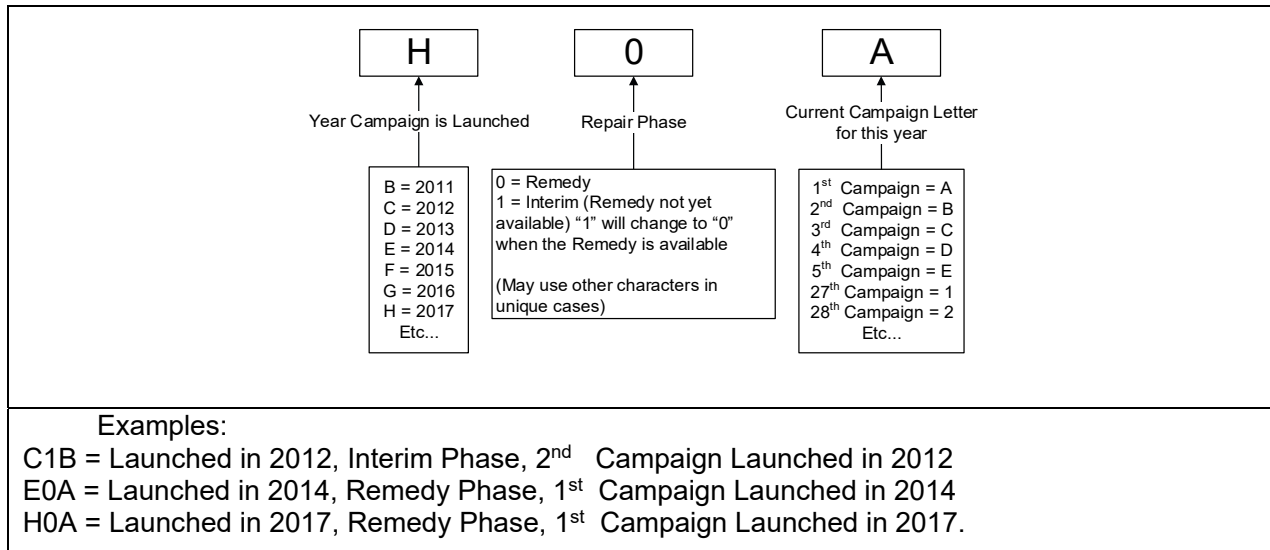 H
0
A
Year Campaign is Launched
Repair Phase
Current Campaign Letter
for this year
B = 2011
C = 2012
D = 2013
E = 2014
F = 2015
G = 2016
H = 2017
Etc...
0 = Remedy
1 = Interim (Remedy not yet
available) “1” will change to “0”
when the Remedy is available
(May use other characters in
unique cases)
1st Campaign = A
2nd Campaign = B
3rd Campaign = C
4th Campaign = D
5th Campaign = E
27th Campaign = 1
28th Campaign = 2
Etc...
Examples:
C1B = Launched in 2012, Interim Phase, 2nd Campaign Launched in 2012
E0A = Launched in 2014, Remedy Phase, 1st Campaign Launched in 2014
H0A = Launched in 2017, Remedy Phase, 1st Campaign Launched in 2017.